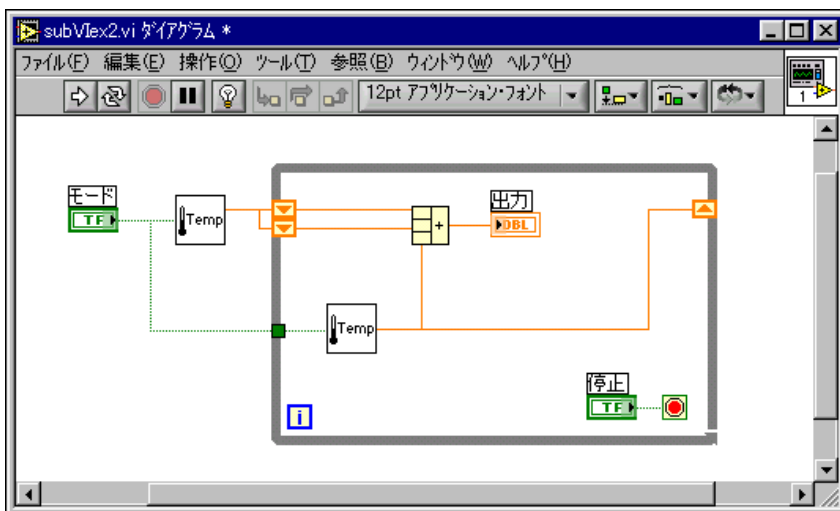 subVIex2.vi ﾀﾞｲｱｸﾞﾗﾑ *
ﾌｧｲﾙ(F) 編集(E) 操作(O) ﾂｰﾙ(T) 参照(B) ｳｨﾝﾄﾞｳ(W) ﾍﾙﾌﾟ(H)
12pt ｱﾌﾟﾘｹｰｼｮﾝ･ﾌｫﾝﾄ
1
モード
TF
Temp
+
出力
DBL
Temp
停止
TF
i